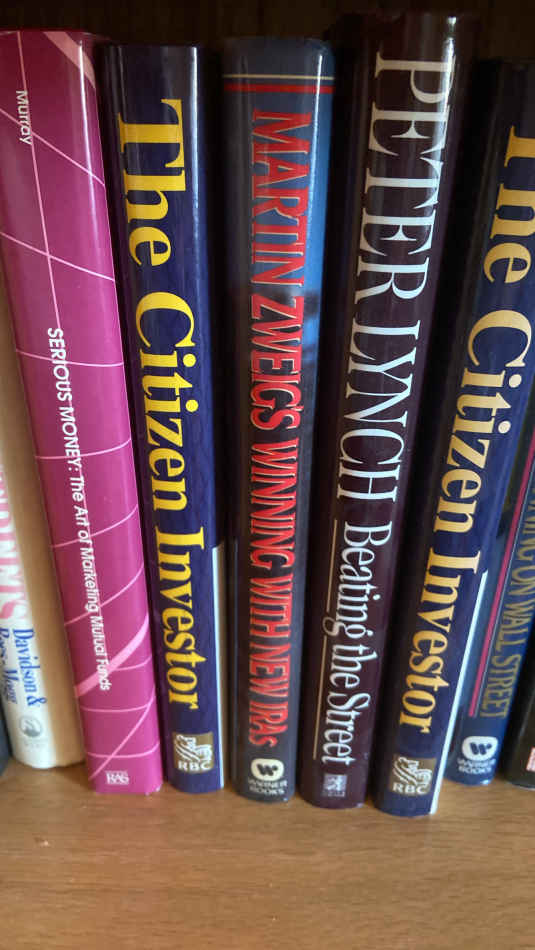 Davidson &
Murray
SERIOUS MONEY: The Art of Marketing Mutual Funds
RAS
The Citizen Investor
RBC
MARTIN ZWEIG'S WINNING WITH NEW IRAs
WARNER
BOOKS
PETER LYNCH Beating the Street
The Citizen Investor
RBC
ON WALL STREET
WARNER
BOOKS